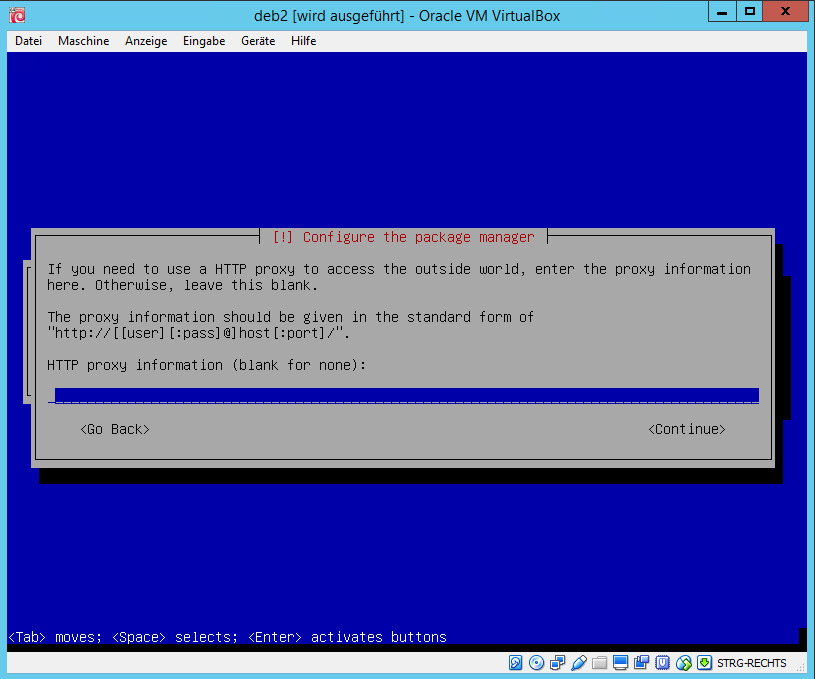 deb2 [wird ausgeführt] - Oracle VM VirtualBox
Datei Maschine Anzeige Eingabe Geräte Hilfe
[!] Configure the package manager
If you need to use a HTTP proxy to access the outside world, enter the proxy information
here. Otherwise, leave this blank.
The proxy information should be given in the standard form of
"http://[[user][:pass]@]host[:port]/".
HTTP proxy information (blank for none):
<Go Back> <Continue>
<Tab> moves; <Space> selects; <Enter> activates buttons
STRG-RECHTS